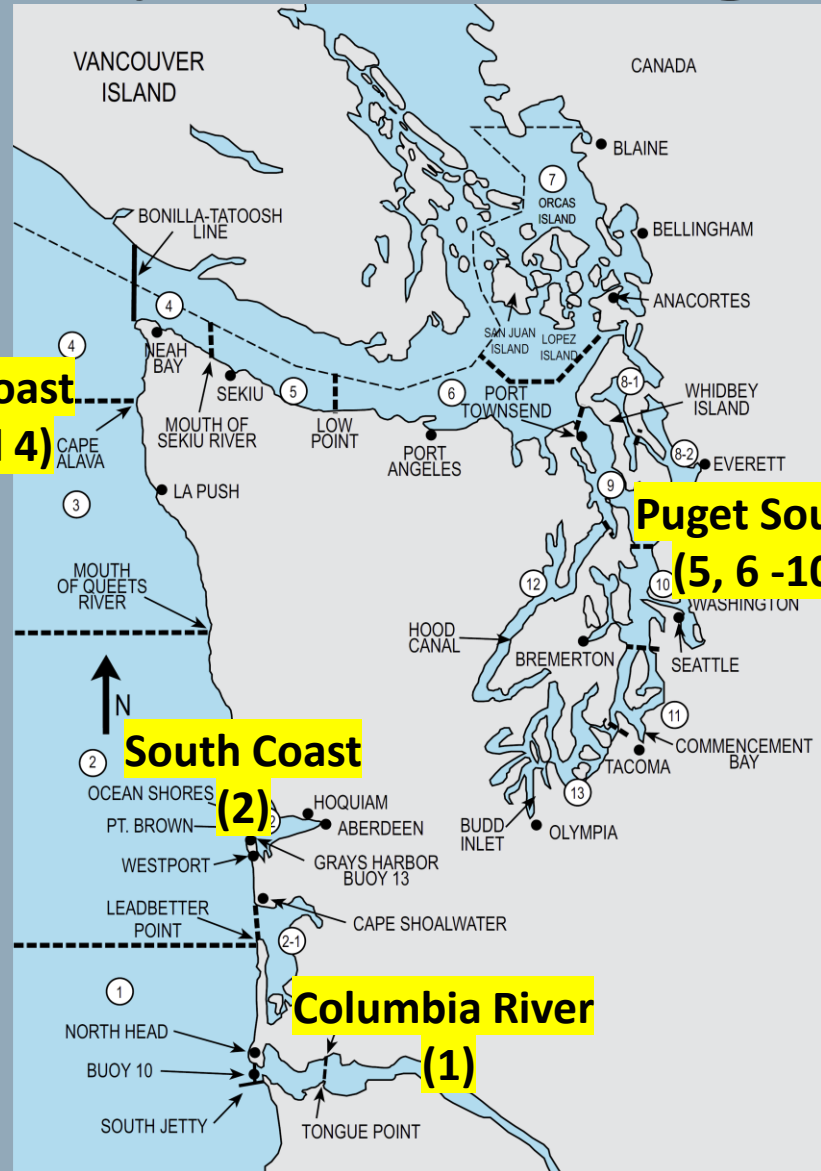 VANCOUVER
ISLAND
CANADA
BLAINE
7
ORCAS
ISLAND
BONILLA-TATOOSH
LINE
BELLINGHAM
ANACORTES
4
4
NEAH
BAY
SAN JUAN
ISLAND
LOPEZ
ISLAND
SEKIU
5
6
PORT
TOWNSEND
8-1
WHIDBEY
ISLAND
MOUTH OF
SEKIU RIVER
LOW
POINT
PORT
ANGELES
oast
4)
CAPE
ALAVA
8-2
EVERETT
3
LA PUSH
9
Puget Sou
(5, 6 -10
MOUTH
OF QUEETS
RIVER
12
10
WASHINGTON
HOOD
CANAL
BREMERTON
SEATTLE
N
11
COMMENCEMENT
BAY
TACOMA
2
South Coast
(2)
OCEAN SHORES
HOQUIAM
13
PT. BROWN
2
ABERDEEN
BUDD
INLET
OLYMPIA
WESTPORT
GRAYS HARBOR
BUOY 13
LEADBETTER
POINT
CAPE SHOALWATER
2-1
1
Columbia River
(1)
NORTH HEAD
BUOY 10
SOUTH JETTY
TONGUE POINT